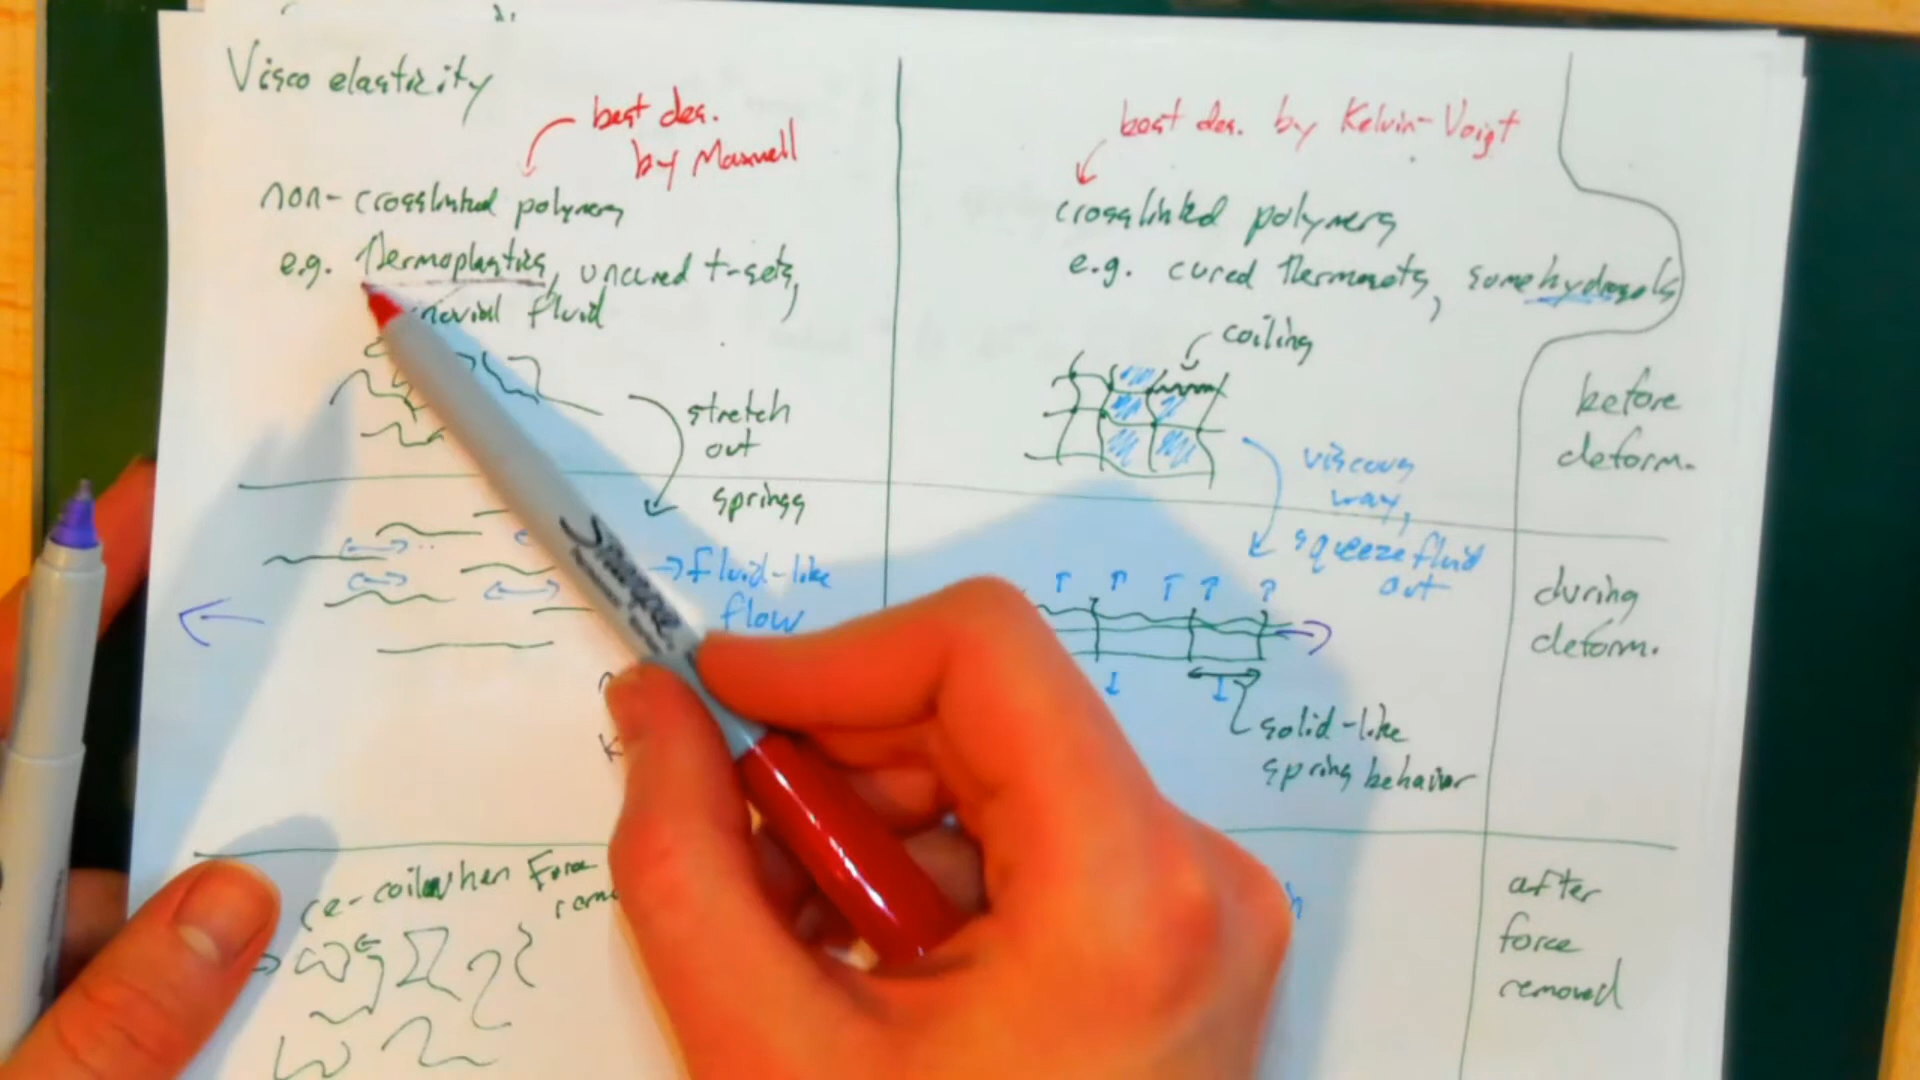 Viscoelasticity
best des.
by Maxwell
non-crosslinked polymers
e.g. thermoplastics, uncured t-sets,
fluid
stretch
out
springs
→fluid-like
flow
re-coil when Force
best des. by Kelvin-Voigt
crosslinked polymers
e.g. cured thermosets, some hydrogels
coiling
viscous
way,
squeeze fluid
out
solid-like
spring behavior
before
deform.
during
deform.
after
force
removed
Sharpie